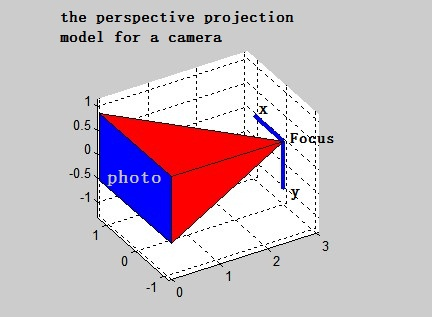 the perspective projection
model for a camera
x
Focus
photo
y
1
0.5
0
-0.5
-1
1
0
-1
0
1
2
3